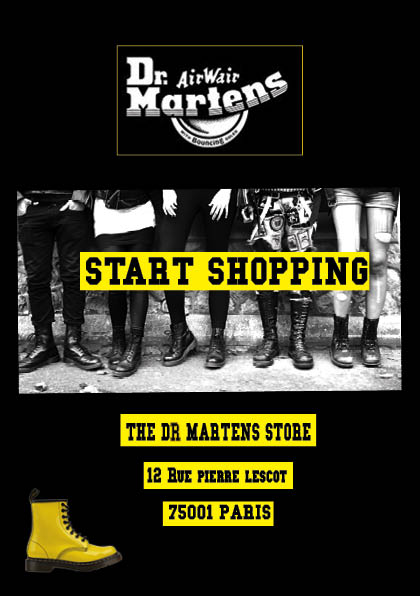 Dr. AirWair
Martens
WITH Bouncing SOLES
START SHOPPING
THE DR MARTENS STORE
12 RUE PIERRE LESCOT
75001 PARIS